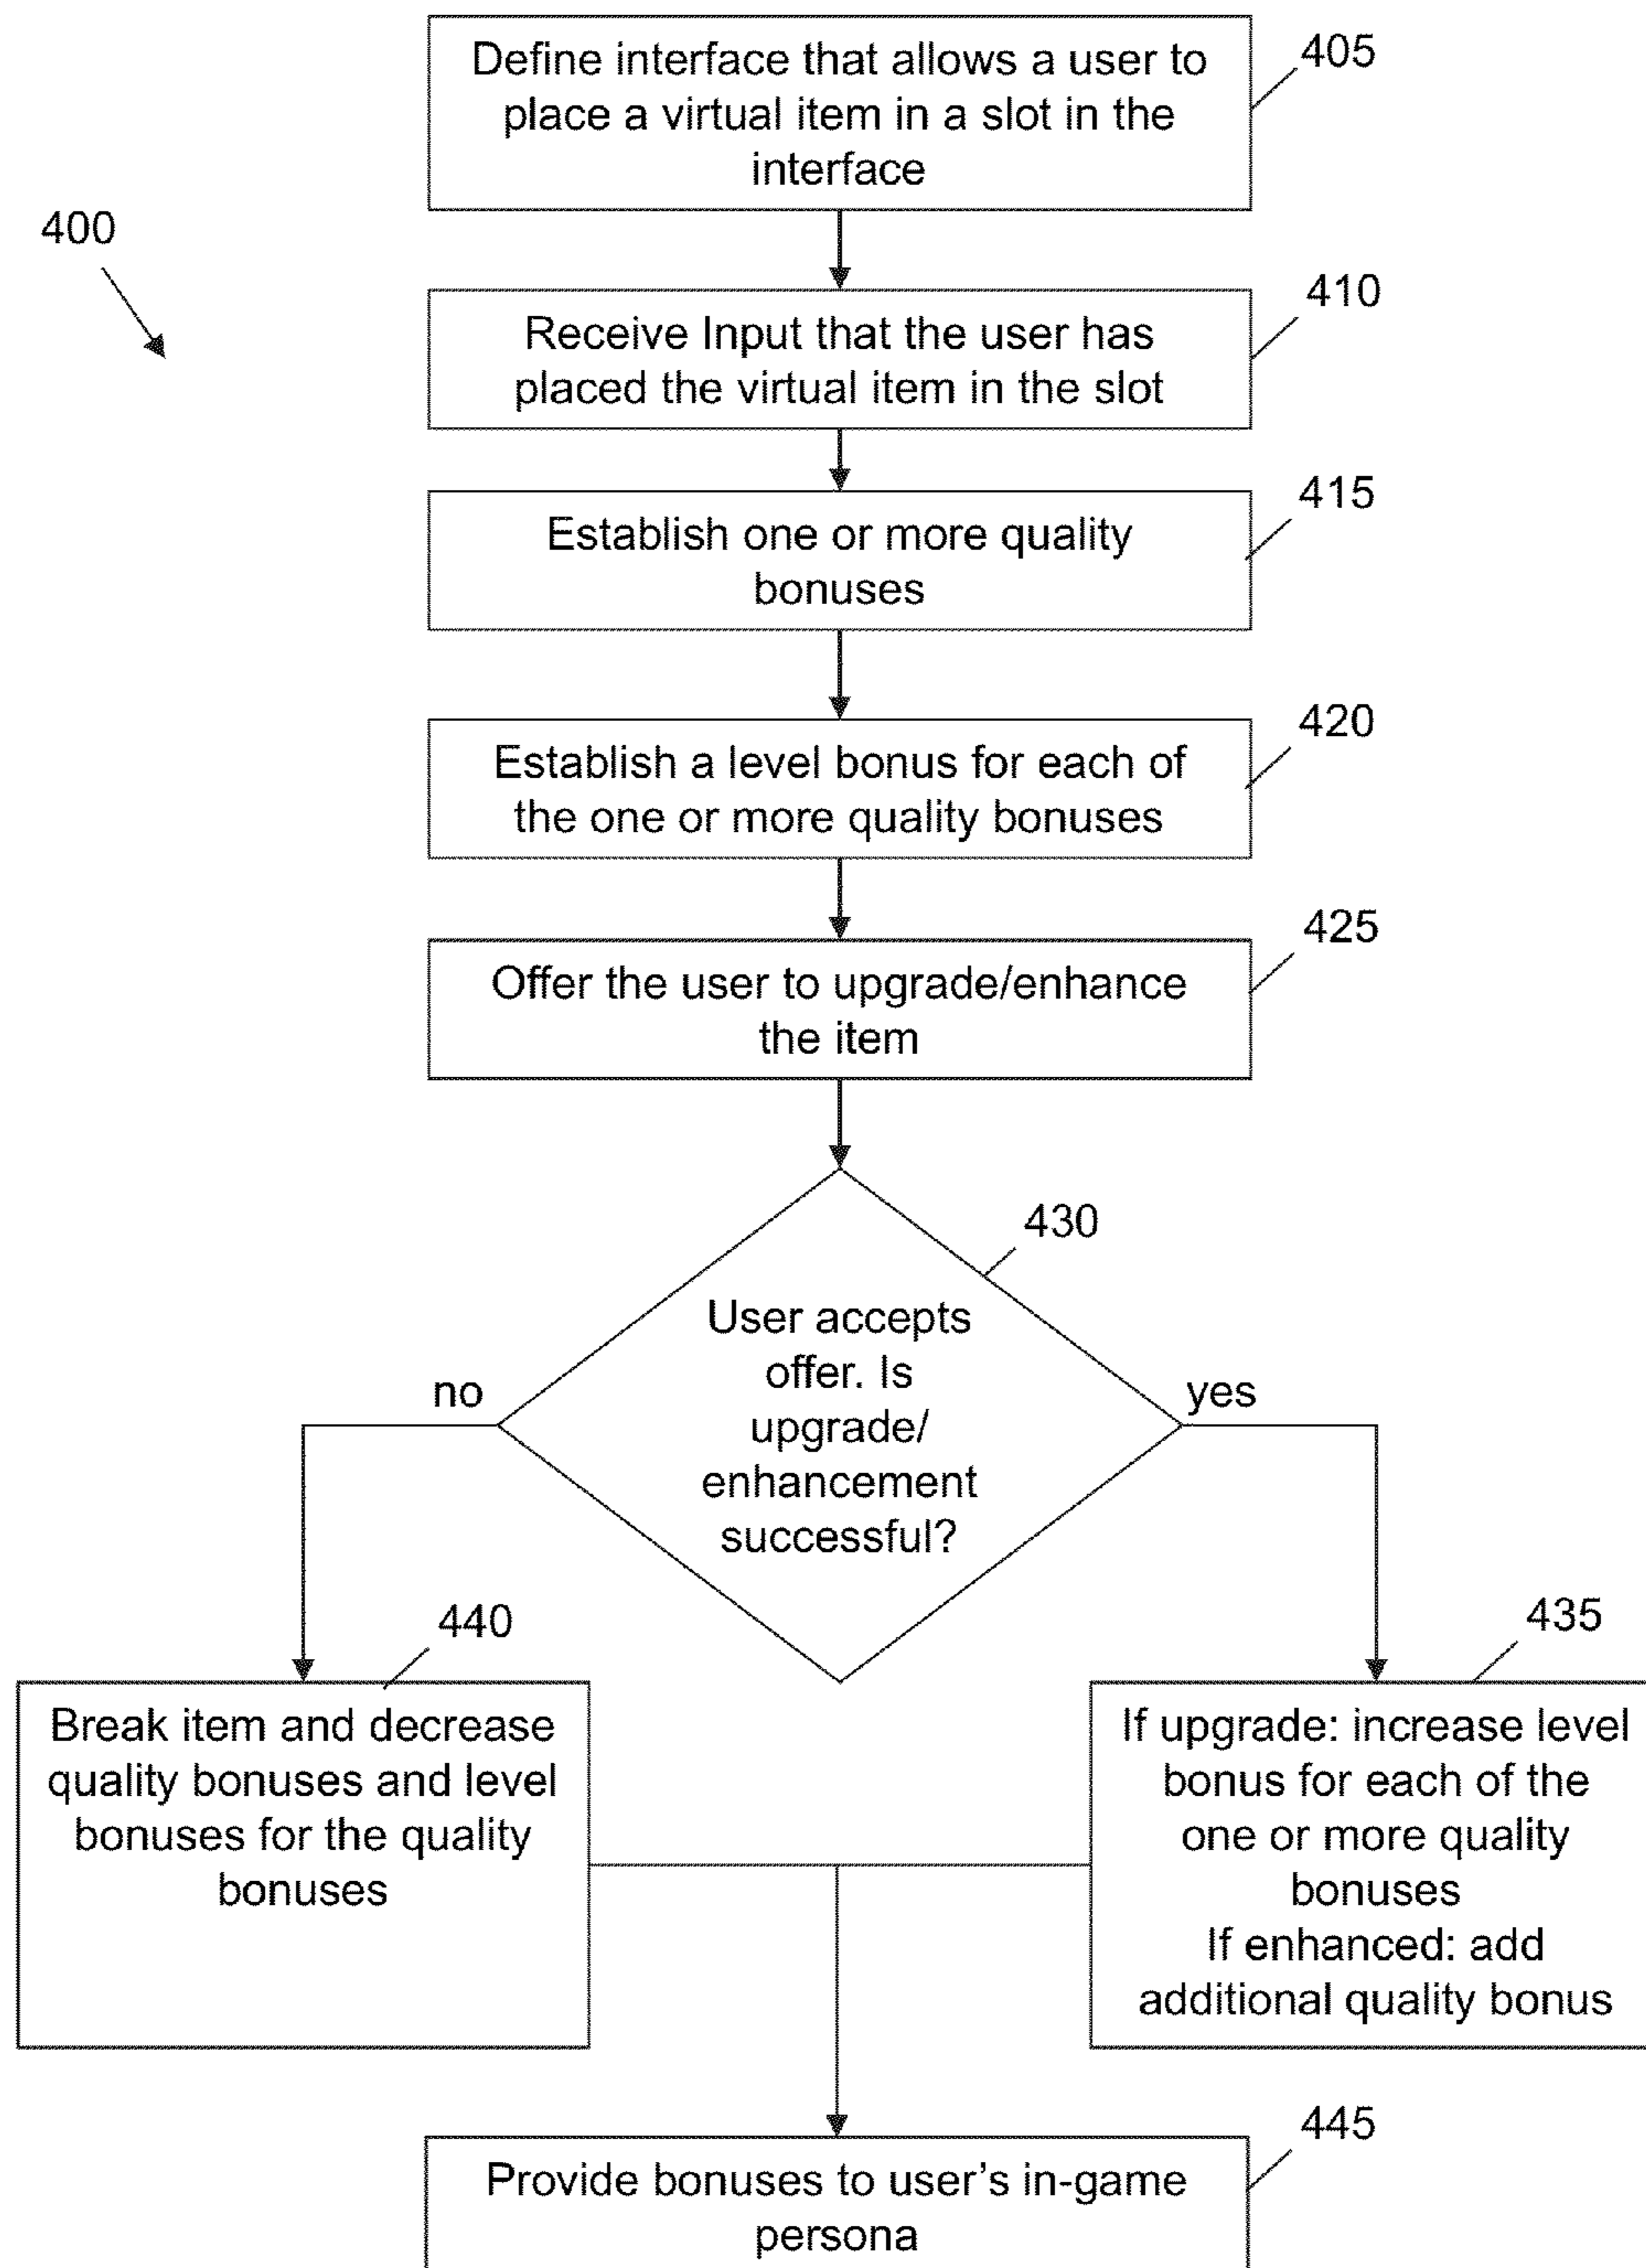 Define interface that allows a user to
place a virtual item in a slot in the
interface
405
400
Receive Input that the user has
placed the virtual item in the slot
410
Establish one or more quality
bonuses
415
Establish a level bonus for each of
the one or more quality bonuses
420
Offer the user to upgrade/enhance
the item
425
430
User accepts
offer. Is
upgrade/
enhancement
successful?
no
yes
440
Break item and decrease
quality bonuses and level
bonuses for the quality
bonuses
435
If upgrade: increase level
bonus for each of the
one or more quality
bonuses
If enhanced: add
additional quality bonus
445
Provide bonuses to user's in-game
persona